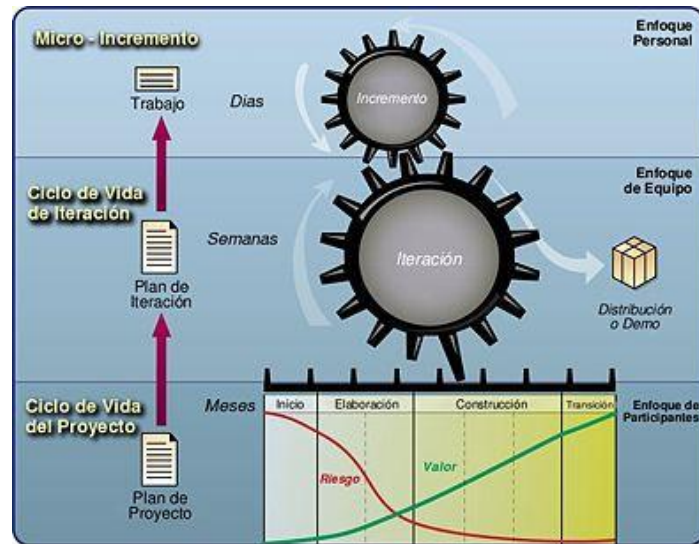 Micro - Incremento
Enfoque
Personal
Trabajo
Dias
Incremento
Ciclo de Vida
de Iteración
Enfoque
de Equipo
Semanas
Iteración
Plan de
Iteración
Distribución
o Demo
Ciclo de Vida
del Proyecto
Meses
Inicio
Elaboración
Construcción
Transición
Enfoque de
Participantes
Riesgo
Valor
Plan de
Proyecto